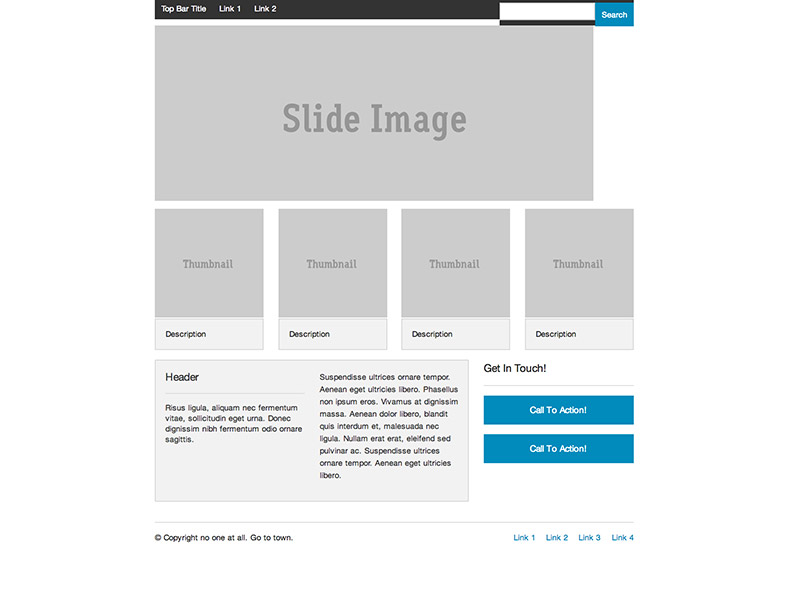 Top Bar Title Link 1 Link 2 Search
Slide Image
Thumbnail Thumbnail Thumbnail Thumbnail
Description Description Description Description
Header
Risus ligula, aliquam nec fermentum
vitae, sollicitudin eget urna. Donec
dignissim nibh fermentum odio ornare
sagittis.
Suspendisse ultrices ornare tempor.
Aenean eget ultricies libero. Phasellus
non ipsum eros. Vivamus at dignissim
massa. Aenean dolor libero, blandit
quis interdum et, malesuada nec
ligula. Nullam erat erat, eleifend sed
pulvinar ac. Suspendisse ultrices
ornare tempor. Aenean eget ultricies
libero.
Get In Touch!
Call To Action!
Call To Action!
© Copyright no one at all. Go to town. Link 1 Link 2 Link 3 Link 4